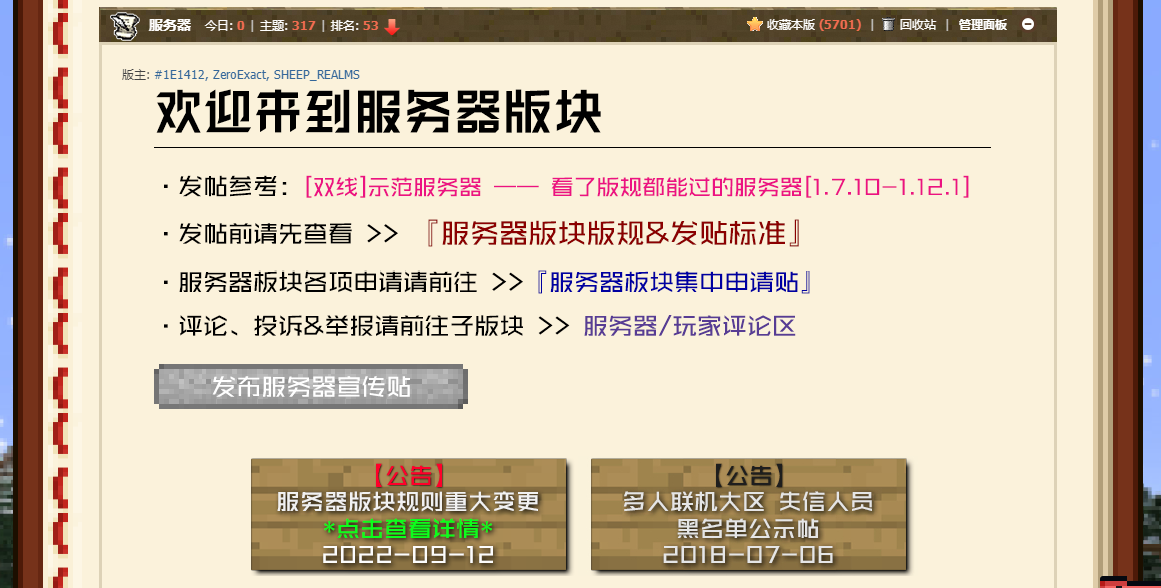 服务器 今日: 0 | 主题: 317 | 排名: 53 收藏本版 (5701) | 回收站 | 管理面板
版主: #1E1412, ZeroExact, SHEEP_REALMS
欢迎来到服务器版块
· 发帖参考： [双线]示范服务器 —— 看了版规都能过的服务器[1.7.10-1.12.1]
· 发帖前请先查看 >> 『服务器版块版规&发贴标准』
· 服务器板块各项申请请前往 >>『服务器板块集中申请贴』
· 评论、投诉&举报请前往子版块 >> 服务器/玩家评论区
发布服务器宣传贴
【公告】
服务器版块规则重大变更
*点击查看详情*
2022-09-12
【公告】
多人联机大区 失信人员
黑名单公示帖
2018-07-06